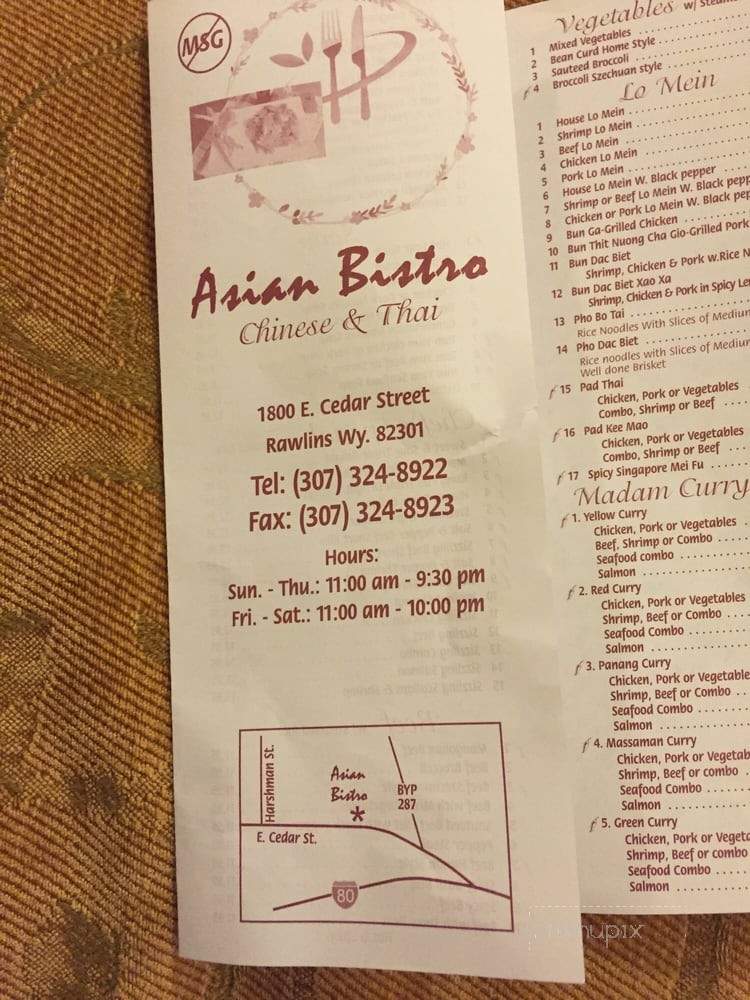 MSG
Asian Bistro
Chinese & Thai
1800 E. Cedar Street
Rawlins Wy. 82301
Tel: (307) 324-8922
Fax: (307) 324-8923
Hours:
Sun. - Thu.: 11:00 am - 9:30 pm
Fri. - Sat.: 11:00 am - 10:00 pm
Harshman St.
Asian
Bistro
*
BYP
287
E. Cedar St.
80
Vegetables w/
1 Mixed Vegetables
2 Bean Curd Home Style
3 Sauteed Broccoli
4 Broccoli Szechuan style
Lo Mein
1 House Lo Mein
2 Shrimp Lo Mein
3 Beef Lo Mein
4 Chicken Lo Mein
5 Pork Lo Mein
6 House Lo Mein W. Black pepper
7 Shrimp or Beef Lo Mein W. Black
8 Chicken or Pork Lo Mein W. Black
9 Bun Ga-Grilled Chicken
10 Bun Thit Nuong Cha Gio-Grilled Pork
11 Bun Dac Biet
Shrimp, Chicken & Pork w.Rice
12 Bun Dac Biet Xao Xa
Shrimp, Chicken & Pork in Spicy
13 Pho Bo Tai
Rice Noodles With Slices of
14 Pho Dac Biet
Rice noodles with Slices of
Well done Brisket
15 Pad Thai
Chicken, Pork or Vegetables
Combo, Shrimp or Beef
16 Pad Kee Mao
Chicken, Pork or Vegetables
Combo, Shrimp or Beef
17 Spicy Singapore Mei Fu
Madam Curry
1. Yellow Curry
Chicken, Pork or Vegetables
Beef, Shrimp or Combo
Seafood combo
Salmon
2. Red Curry
Chicken, Pork or Vegetables
Shrimp, Beef or Combo
Seafood Combo
Salmon
3. Panang Curry
Chicken, Pork or Vegetable
Shrimp, Beef or Combo
Seafood Combo
Salmon
4. Massaman Curry
Chicken, Pork or Vegetab
Shrimp, Beef or combo
Seafood Combo
Salmon
5. Green Curry
Chicken, Pork or Vegeta
Shrimp, Beef or combo
Seafood Combo
Salmon